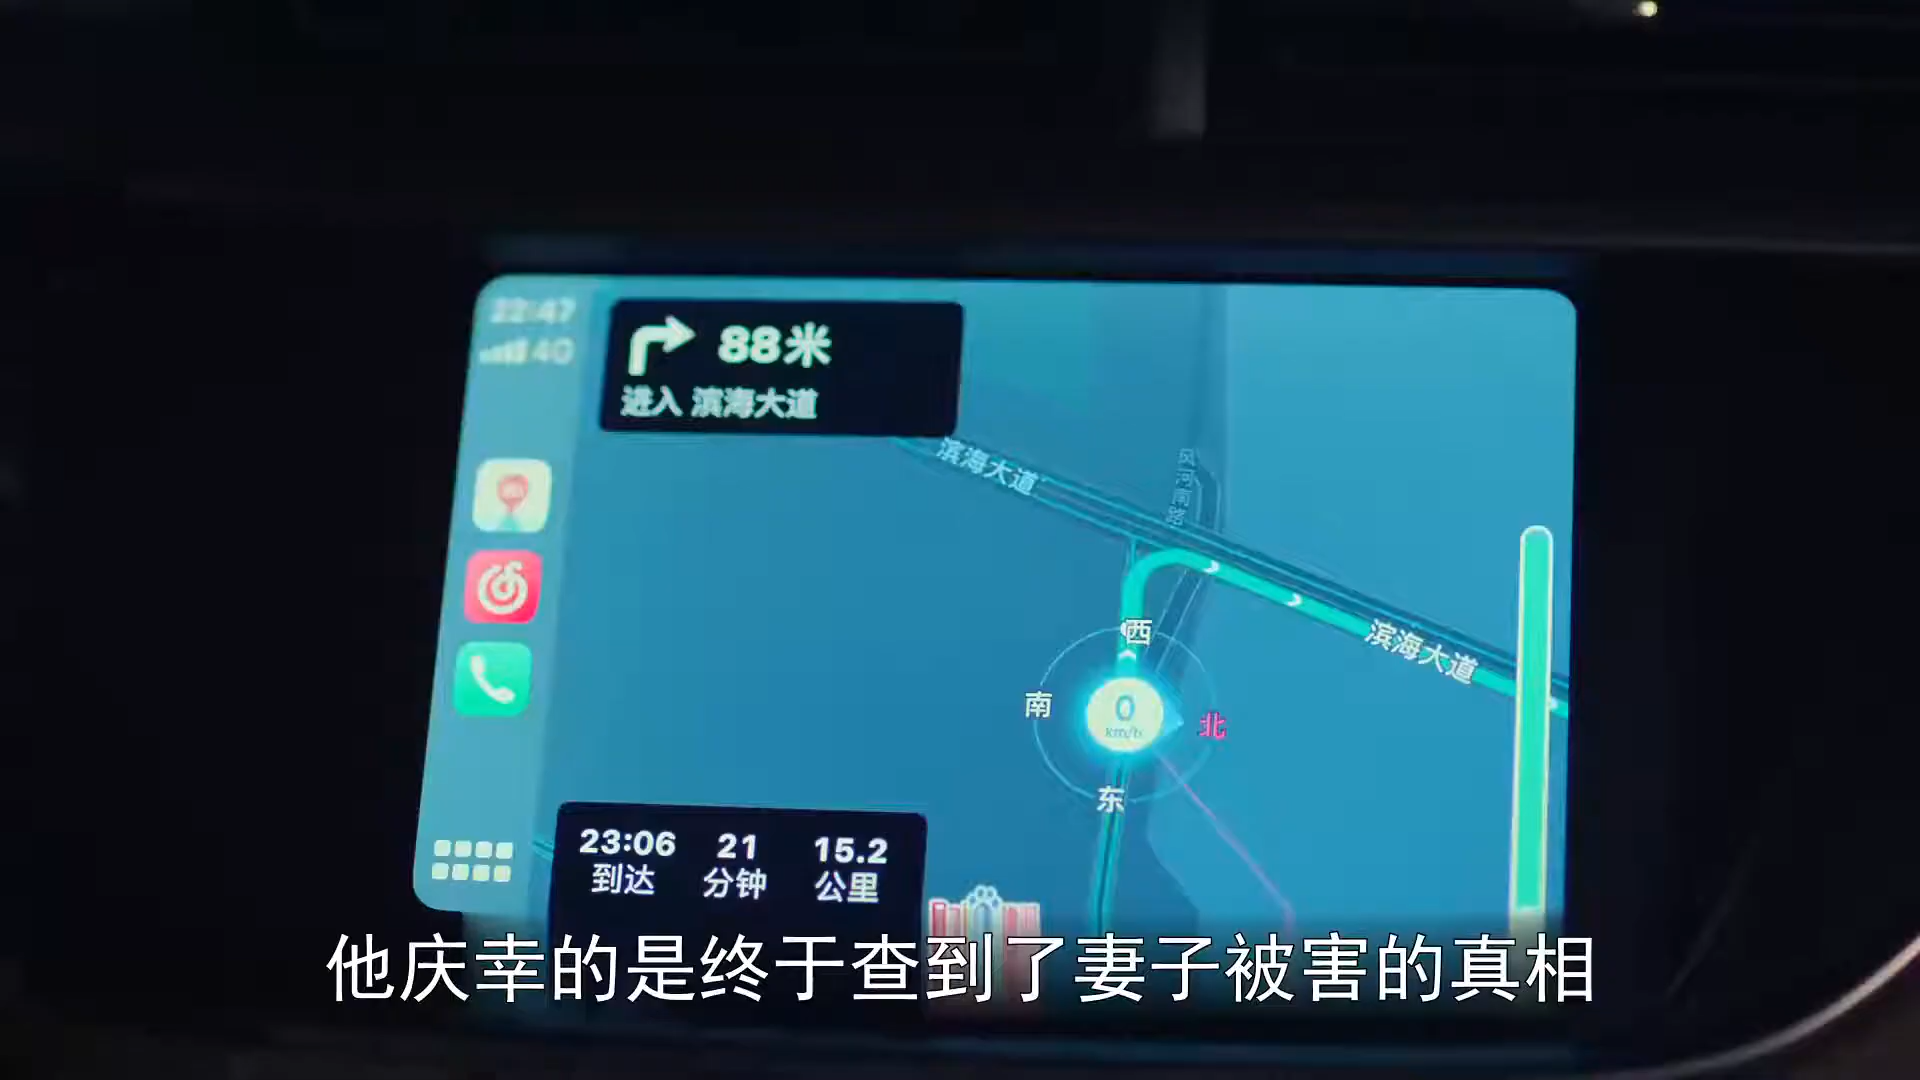 22:47
4G
88米
进入 滨海大道
滨海大道
风河南路
滨海大道
西
南
0
km/h
北
东
23:06 21 15.2
到达 分钟 公里
他庆幸的是终于查到了妻子被害的真相